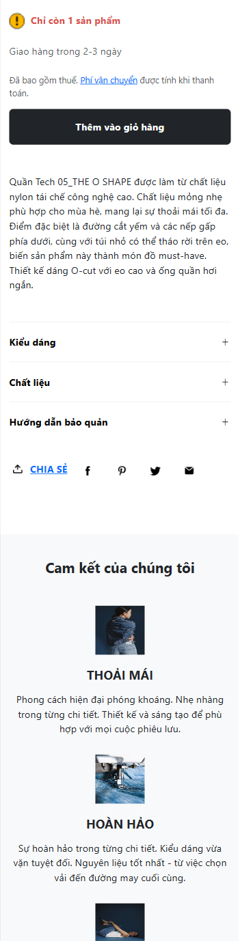 Chỉ còn 1 sản phẩm
Giao hàng trong 2-3 ngày
Đã bao gồm thuế. Phí vận chuyển được tính khi thanh
toán.
Thêm vào giỏ hàng
Quần Tech 05_THE O SHAPE được làm từ chất liệu
nylon tái chế công nghệ cao. Chất liệu mỏng nhẹ
phù hợp cho mùa hè, mang lại sự thoải mái tối đa.
Điểm đặc biệt là đường cắt yếm và các nếp gấp
phía dưới, cùng với túi nhỏ có thể tháo rời trên eo,
biến sản phẩm này thành món đồ must-have.
Thiết kế dáng O-cut với eo cao và ống quần hơi
ngắn.
Kiểu dáng
Chất liệu
Hướng dẫn bảo quản
CHIA SẺ
Cam kết của chúng tôi
THOẢI MÁI
Phong cách hiện đại phóng khoáng. Nhẹ nhàng
trong từng chi tiết. Thiết kế và sáng tạo để phù
hợp với mọi cuộc phiêu lưu.
HOÀN HẢO
Sự hoàn hảo trong từng chi tiết. Kiểu dáng vừa
vặn tuyệt đối. Nguyên liệu tốt nhất - từ việc chọn
vải đến đường may cuối cùng.